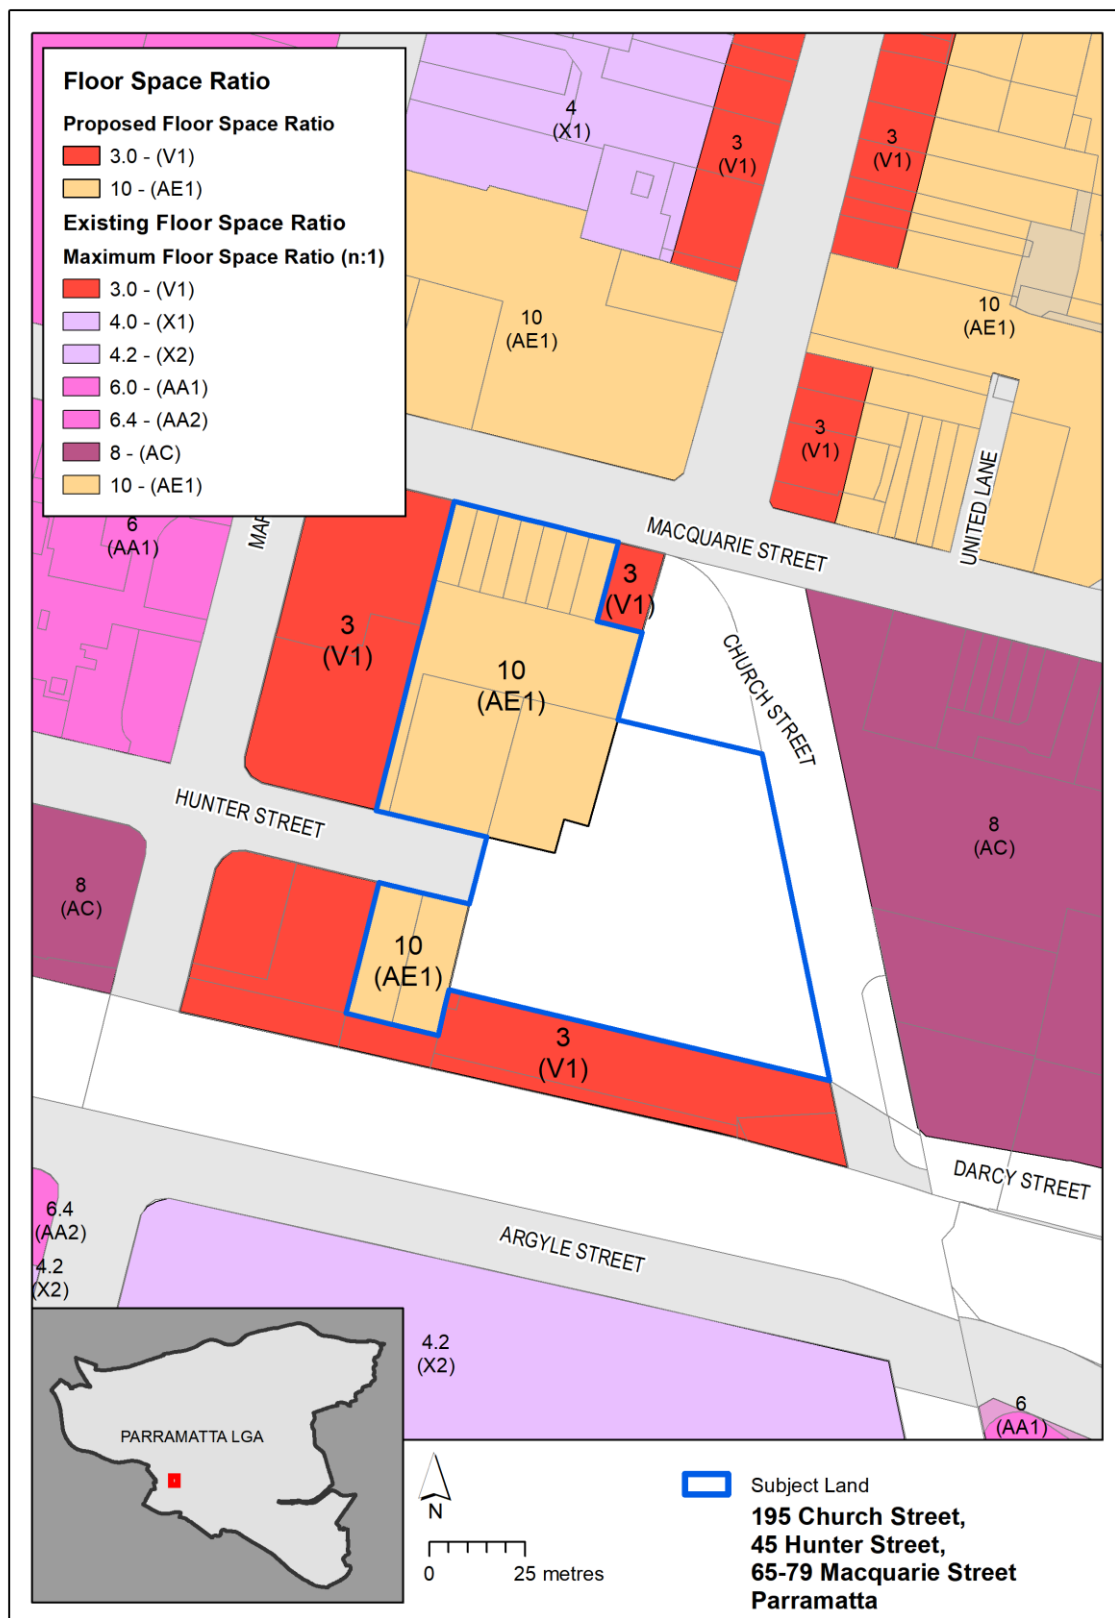 Floor Space Ratio
Proposed Floor Space Ratio
3.0 - (V1)
10 - (AE1)
Existing Floor Space Ratio
Maximum Floor Space Ratio (n:1)
3.0 - (V1)
4.0 - (X1)
4.2 - (X2)
6.0 - (AA1)
6.4 - (AA2)
8 - (AC)
10 - (AE1)
4
(X1)
3
(V1)
3
(V1)
10
(AE1)
10
(AE1)
3
(V1)
UNITED LANE
MACQUARIE STREET
6
(AA1)
3
(V1)
3
(V1)
10
(AE1)
CHURCH STREET
HUNTER STREET
8
(AC)
8
(AC)
10
(AE1)
3
(V1)
DARCY STREET
ARGYLE STREET
6.4
(AA2)
4.2
(X2)
4.2
(X2)
6
(AA1)
PARRAMATTA LGA
N
0 25 metres
Subject Land
195 Church Street,
45 Hunter Street,
65-79 Macquarie Street
Parramatta